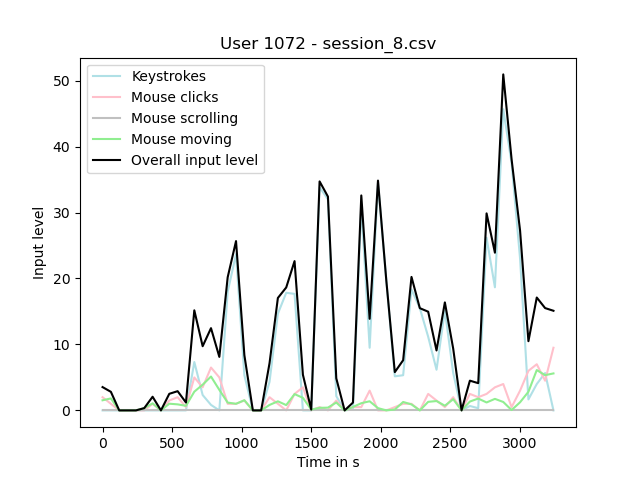 User 1072 - session_8.csv
Keystrokes
Mouse clicks
Mouse scrolling
Mouse moving
Overall input level
Input level
50
40
30
20
10
0
0 500 1000 1500 2000 2500 3000
Time in s